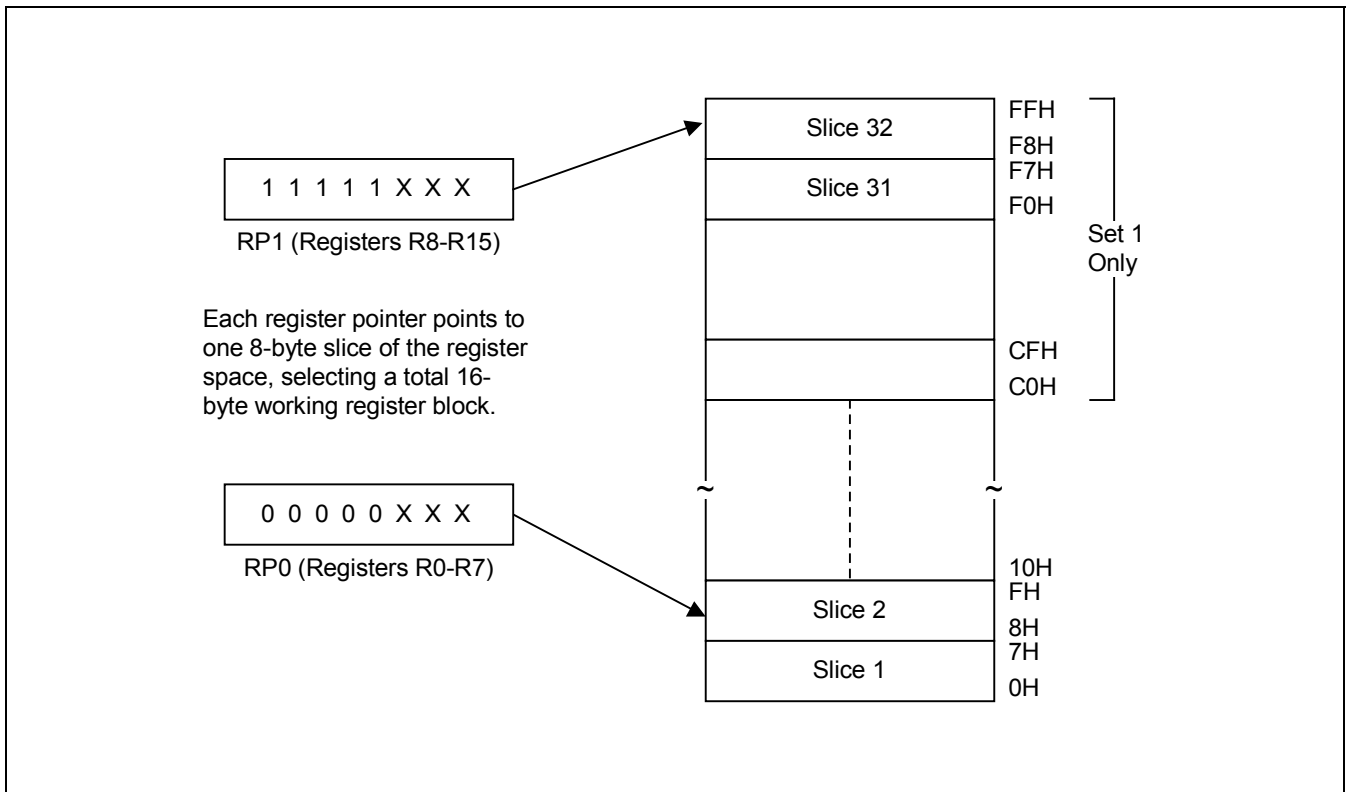 1 1 1 1 1 X X X
RP1 (Registers R8-R15)
Each register pointer points to
one 8-byte slice of the register
space, selecting a total 16-
byte working register block.
0 0 0 0 0 X X X
RP0 (Registers R0-R7)
Slice 32
Slice 31
Slice 2
Slice 1
FFH
F8H
F7H
F0H
CFH
C0H
~
~
10H
FH
8H
7H
0H
Set 1
Only